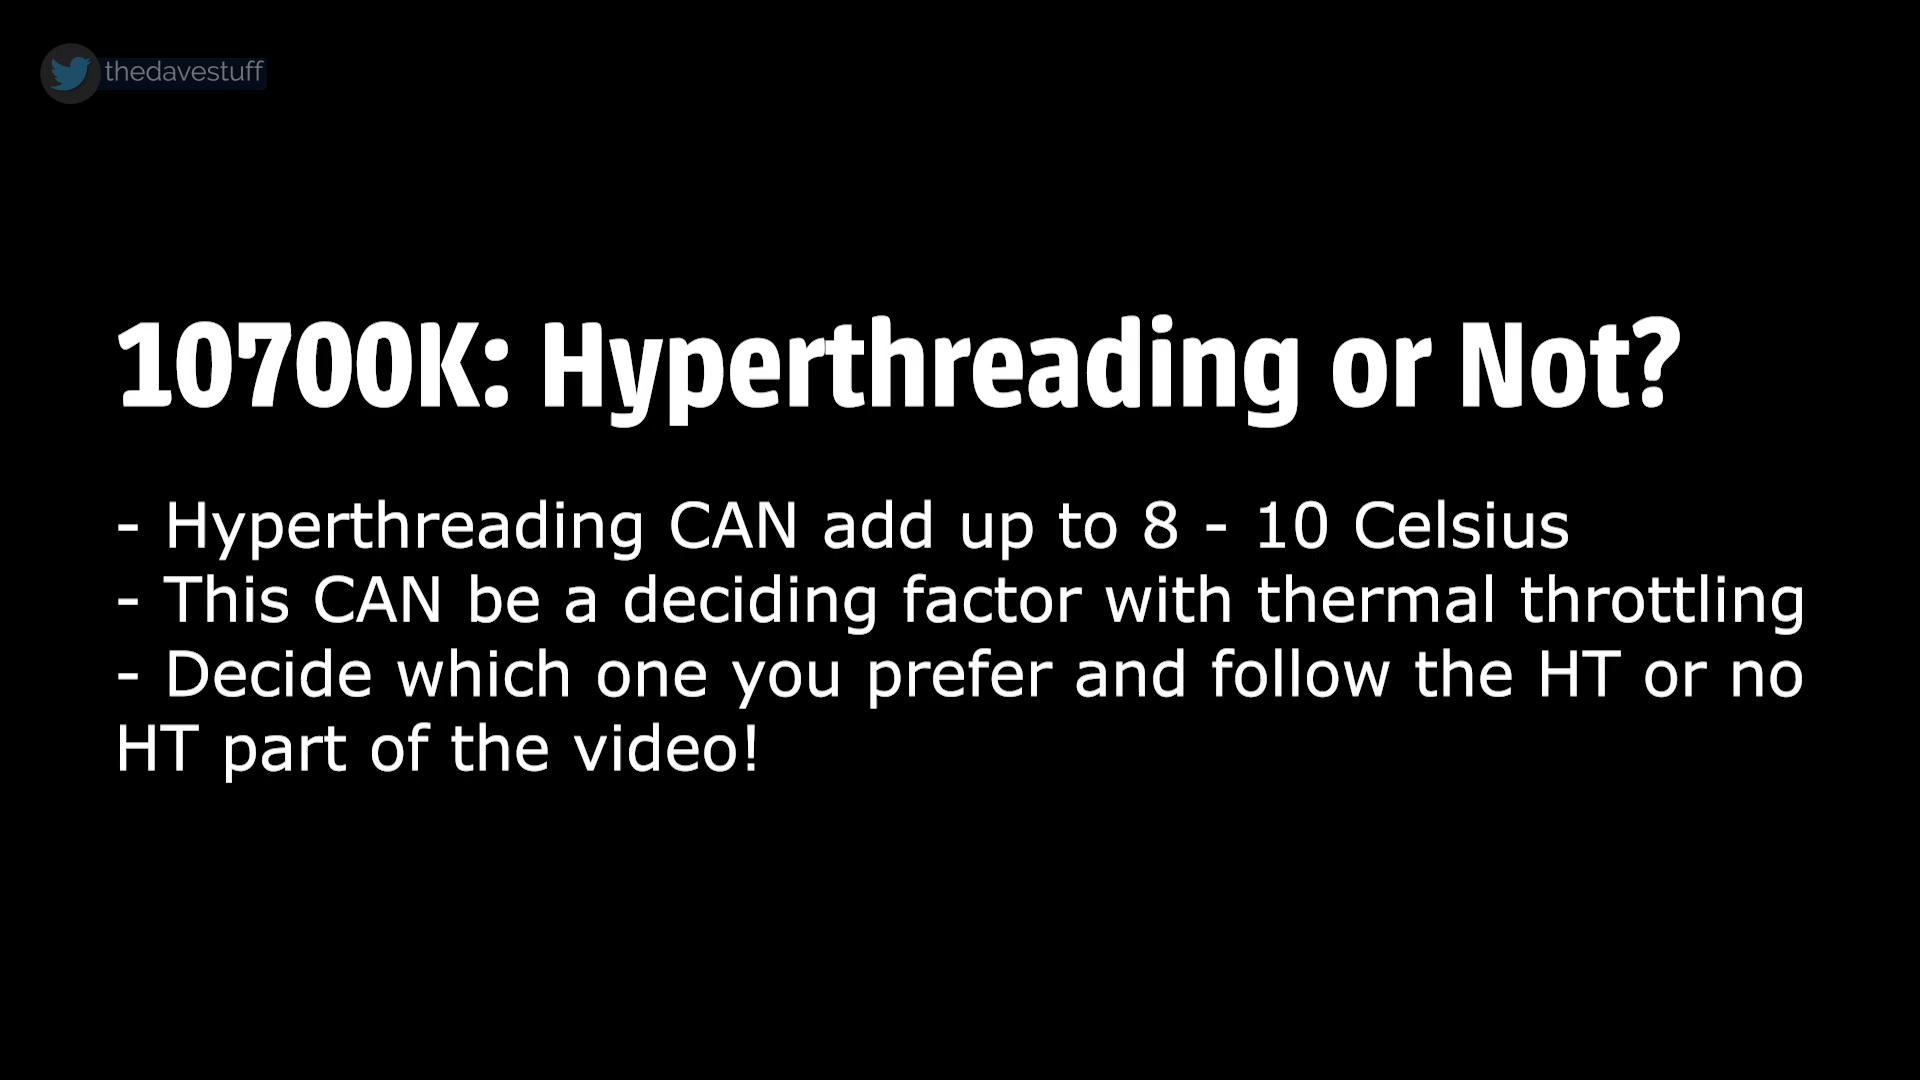 thedavestuff
10700K: Hyperthreading or Not?
- Hyperthreading CAN add up to 8 - 10 Celsius
- This CAN be a deciding factor with thermal throttling
- Decide which one you prefer and follow the HT or no
HT part of the video!